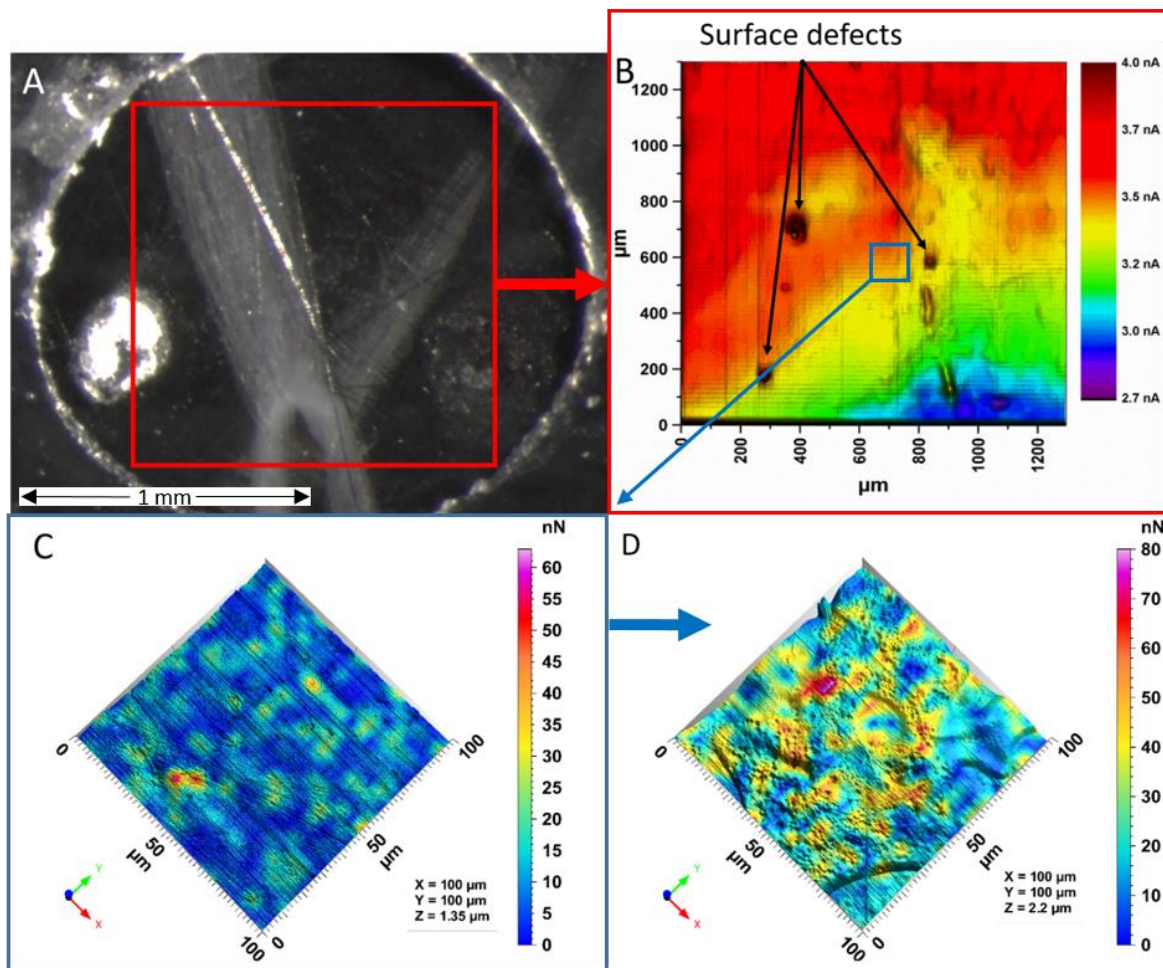 A
1 mm
Surface defects
B
1200
1000
800
600
400
200
0
µm
0
200
400
600
800
1000
1200
µm
4.0 nA
3.7 nA
3.5 nA
3.2 nA
3.0 nA
2.7 nA
C
nN
60
55
50
45
40
35
30
25
20
15
10
5
0
0
50
µm
100
0
50
µm
100
Y
X
X = 100 µm
Y = 100 µm
Z = 1.35 µm
D
nN
80
70
60
50
40
30
20
10
0
0
50
µm
100
0
50
µm
100
Y
X
X = 100 µm
Y = 100 µm
Z = 2.2 µm